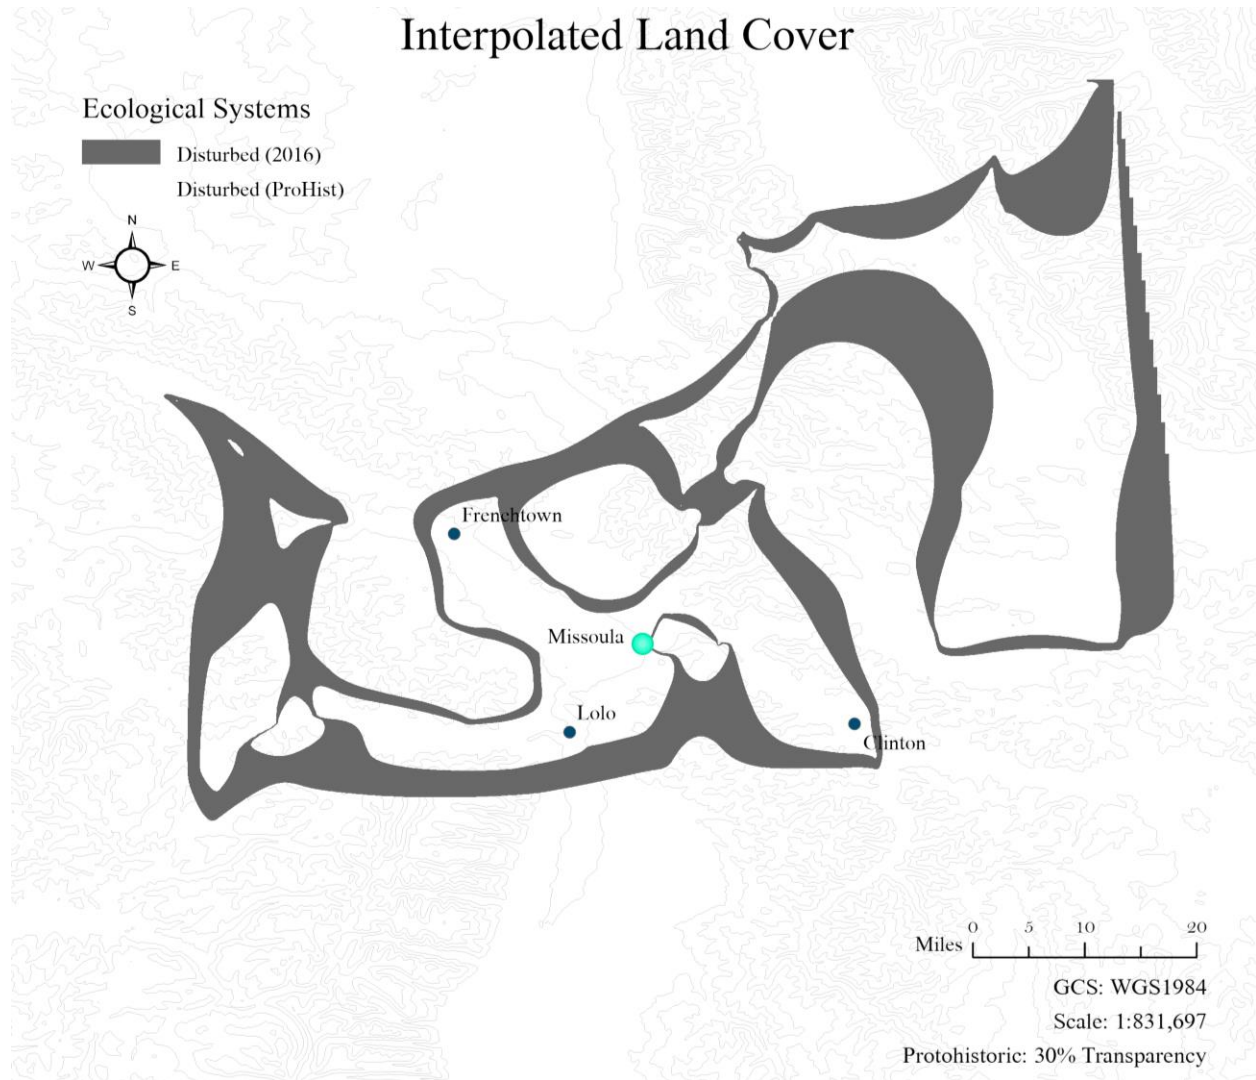 Interpolated Land Cover
Ecological Systems
Disturbed (2016)
Disturbed (ProHist)
N
W E
S
Frenchtown
Missoula
Lolo
Clinton
0 5 10 20
Miles
GCS: WGS1984
Scale: 1:831,697
Protohistoric: 30% Transparency